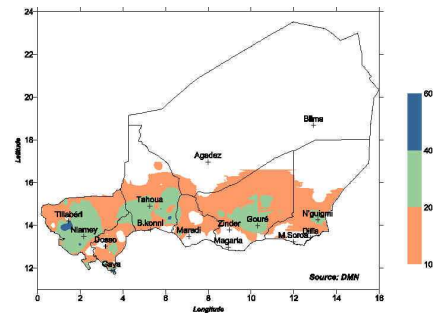 24
22
20
18
16
14
12
Latitude
Bilma
Agadez
Tahoua
Tillabéri
Gouré
N'guigmi
Niamey
B.konni
Zinder
Dosso
Maradi
Diffa
Magaria
M.Soroa
Gaya
Source: DMN
0 2 4 6 8 10 12 14 16
Longitude
60
40
20
10